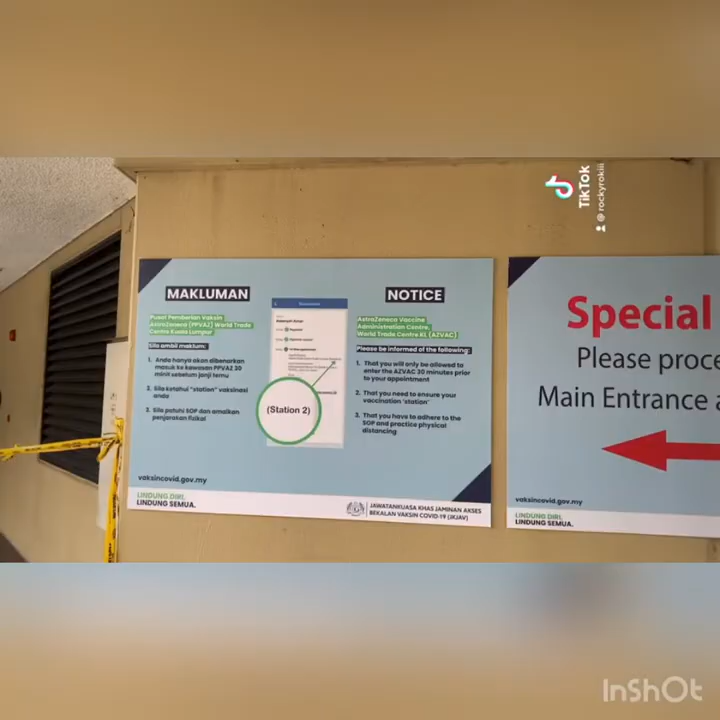 TikTok
@rockyrokiii
MAKLUMAN
Pusat Pemberian Vaksin
AstraZeneca (PPVAZ) World Trade
Centre Kuala Lumpur
Sila ambil maklum:
1. Anda hanya akan dibenarkan
masuk ke kawasan PPVAZ 30
minit sebelum janji temu
2. Sila ketahui "station" vaksinasi
anda
3. Sila patuhi SOP dan amalkan
penjarakan fizikal
(Station 2)
NOTICE
AstraZeneca Vaccine
Administration Centre,
World Trade Centre KL (AZVAC)
Please be informed of the following:
1. That you will only be allowed to
enter the AZVAC 30 minutes prior
to your appointment
2. That you need to ensure your
vaccination 'station'
3. That you have to adhere to the
SOP and practice physical
distancing
vaksincovid.gov.my
LINDUNG DIRI,
LINDUNG SEMUA.
JAWATANKUASA KHAS JAMINAN AKSES
BEKALAN VAKSIN COVID-19 (JKJAV)
Special
Please proce
Main Entrance a
vaksincovid.gov.my
LINDUNG DIRI,
LINDUNG SEMUA.
InShOt